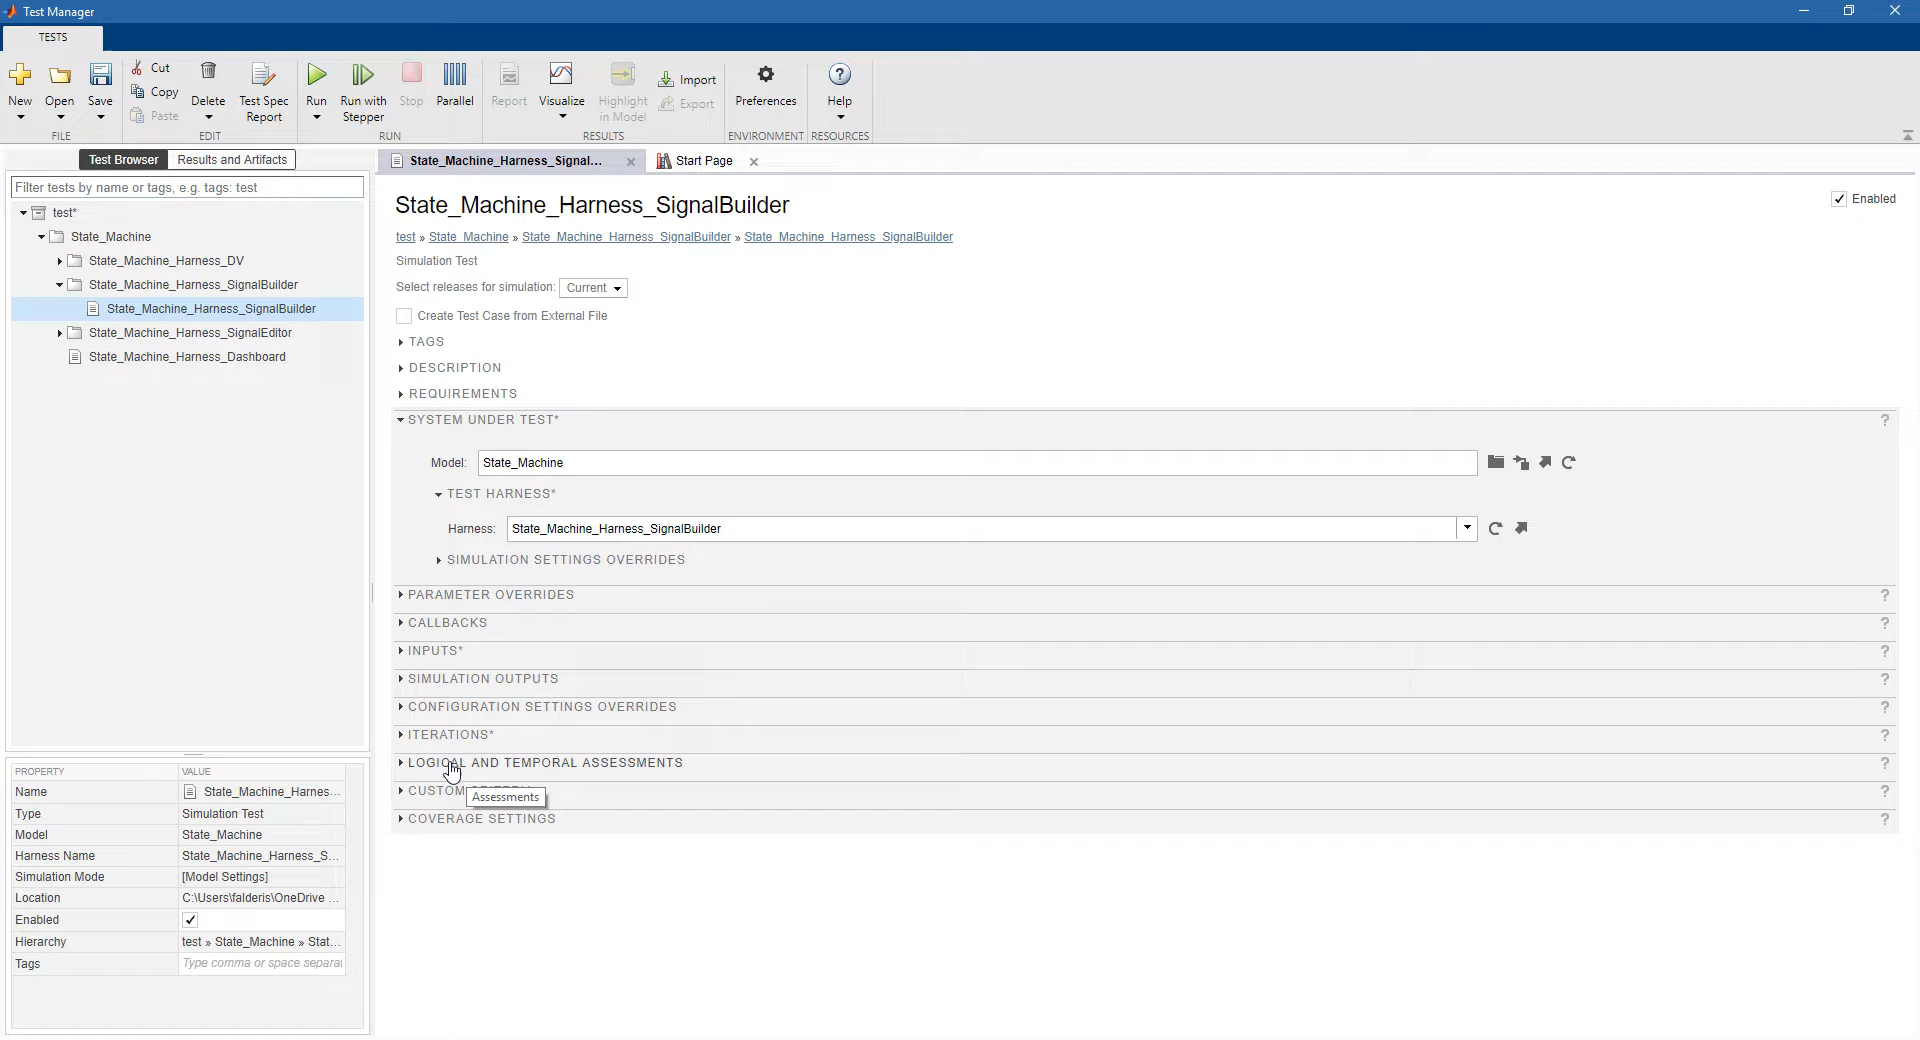 Test Manager
TESTS
New
Open
Save
Cut
Copy
Paste
Delete
Test Spec
Report
Run
Run with
Stepper
Stop
Parallel
Report
Visualize
Highlight
in Model
Import
Export
Preferences
Help
FILE
EDIT
RUN
RESULTS
ENVIRONMENT
RESOURCES
Test Browser
Results and Artifacts
State_Machine_Harness_Signal...
Start Page
Filter tests by name or tags, e.g. tags: test
test*
State_Machine
State_Machine_Harness_DV
State_Machine_Harness_SignalBuilder
State_Machine_Harness_SignalBuilder
State_Machine_Harness_SignalEditor
State_Machine_Harness_Dashboard
PROPERTY VALUE
Name State_Machine_Harnes...
Type Simulation Test
Model State_Machine
Harness Name State_Machine_Harness_S...
Simulation Mode [Model Settings]
Location C:\Users\falderis\OneDrive ...
Enabled
Hierarchy test » State_Machine » Stat...
Tags Type comma or space separat
State_Machine_Harness_SignalBuilder
Enabled
test » State_Machine » State_Machine_Harness_SignalBuilder » State_Machine_Harness_SignalBuilder
Simulation Test
Select releases for simulation: Current
Create Test Case from External File
TAGS
DESCRIPTION
REQUIREMENTS
SYSTEM UNDER TEST* ?
Model: State_Machine
TEST HARNESS*
Harness: State_Machine_Harness_SignalBuilder
SIMULATION SETTINGS OVERRIDES
PARAMETER OVERRIDES ?
CALLBACKS ?
INPUTS* ?
SIMULATION OUTPUTS ?
CONFIGURATION SETTINGS OVERRIDES ?
ITERATIONS* ?
LOGICAL AND TEMPORAL ASSESSMENTS ?
CUSTOM ?
Assessments
COVERAGE SETTINGS ?